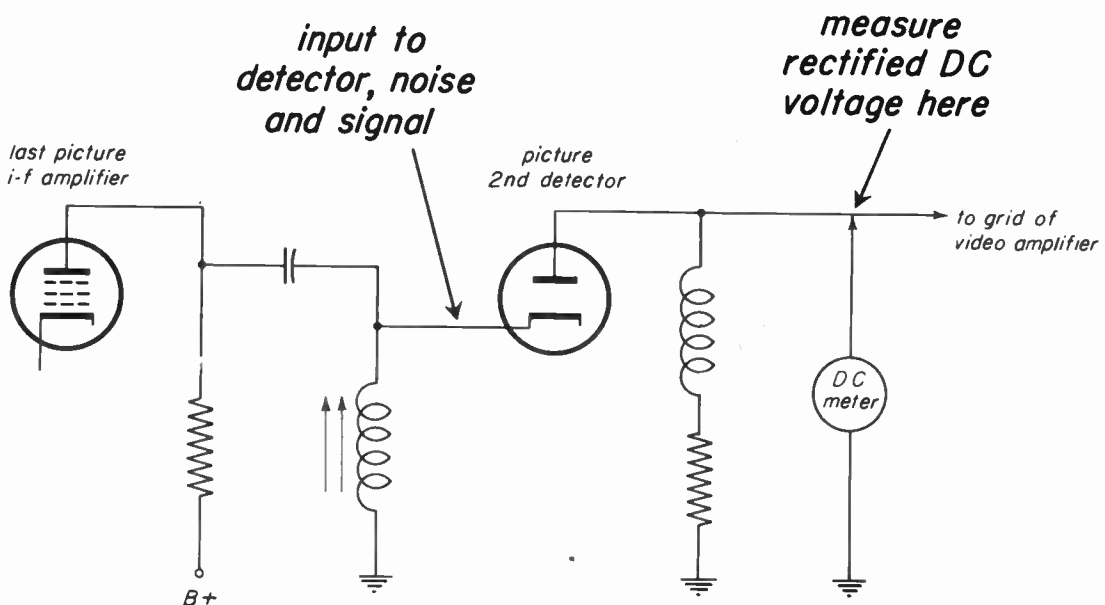 input to
detector, noise
and signal
measure
rectified DC
voltage here
last picture
i-f amplifier
picture
2nd detector
to grid of
video amplifier
DC
meter
B+